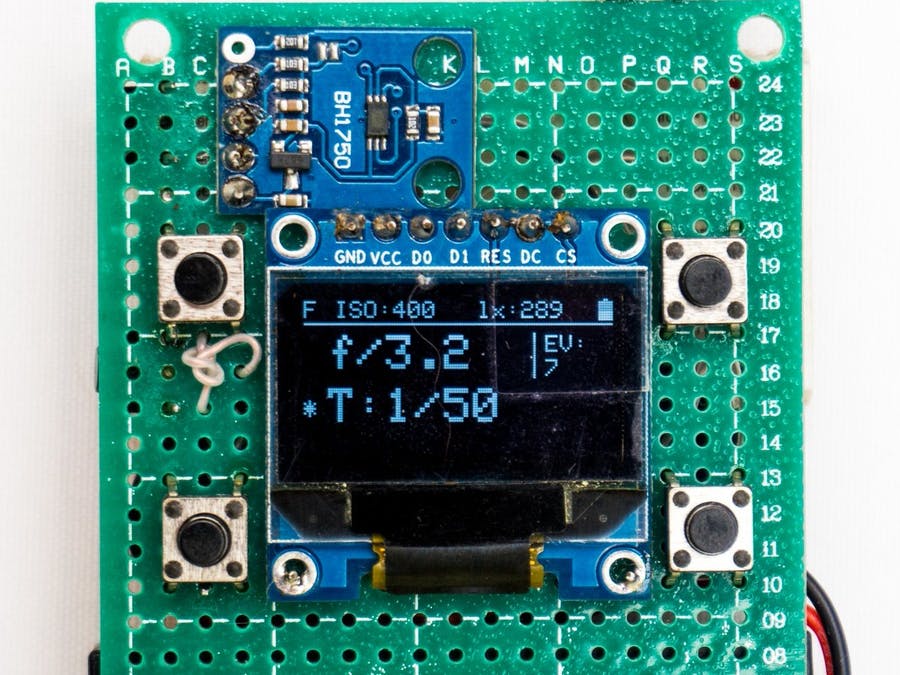 A B C K L M N O P Q R S
24
23
22
21
20
19
18
17
16
15
14
13
12
11
10
09
08
BH1750
GND VCC D0 D1 RES DC CS
F ISO:400 lx:289
f/3.2
EV:
7
*T:1/50